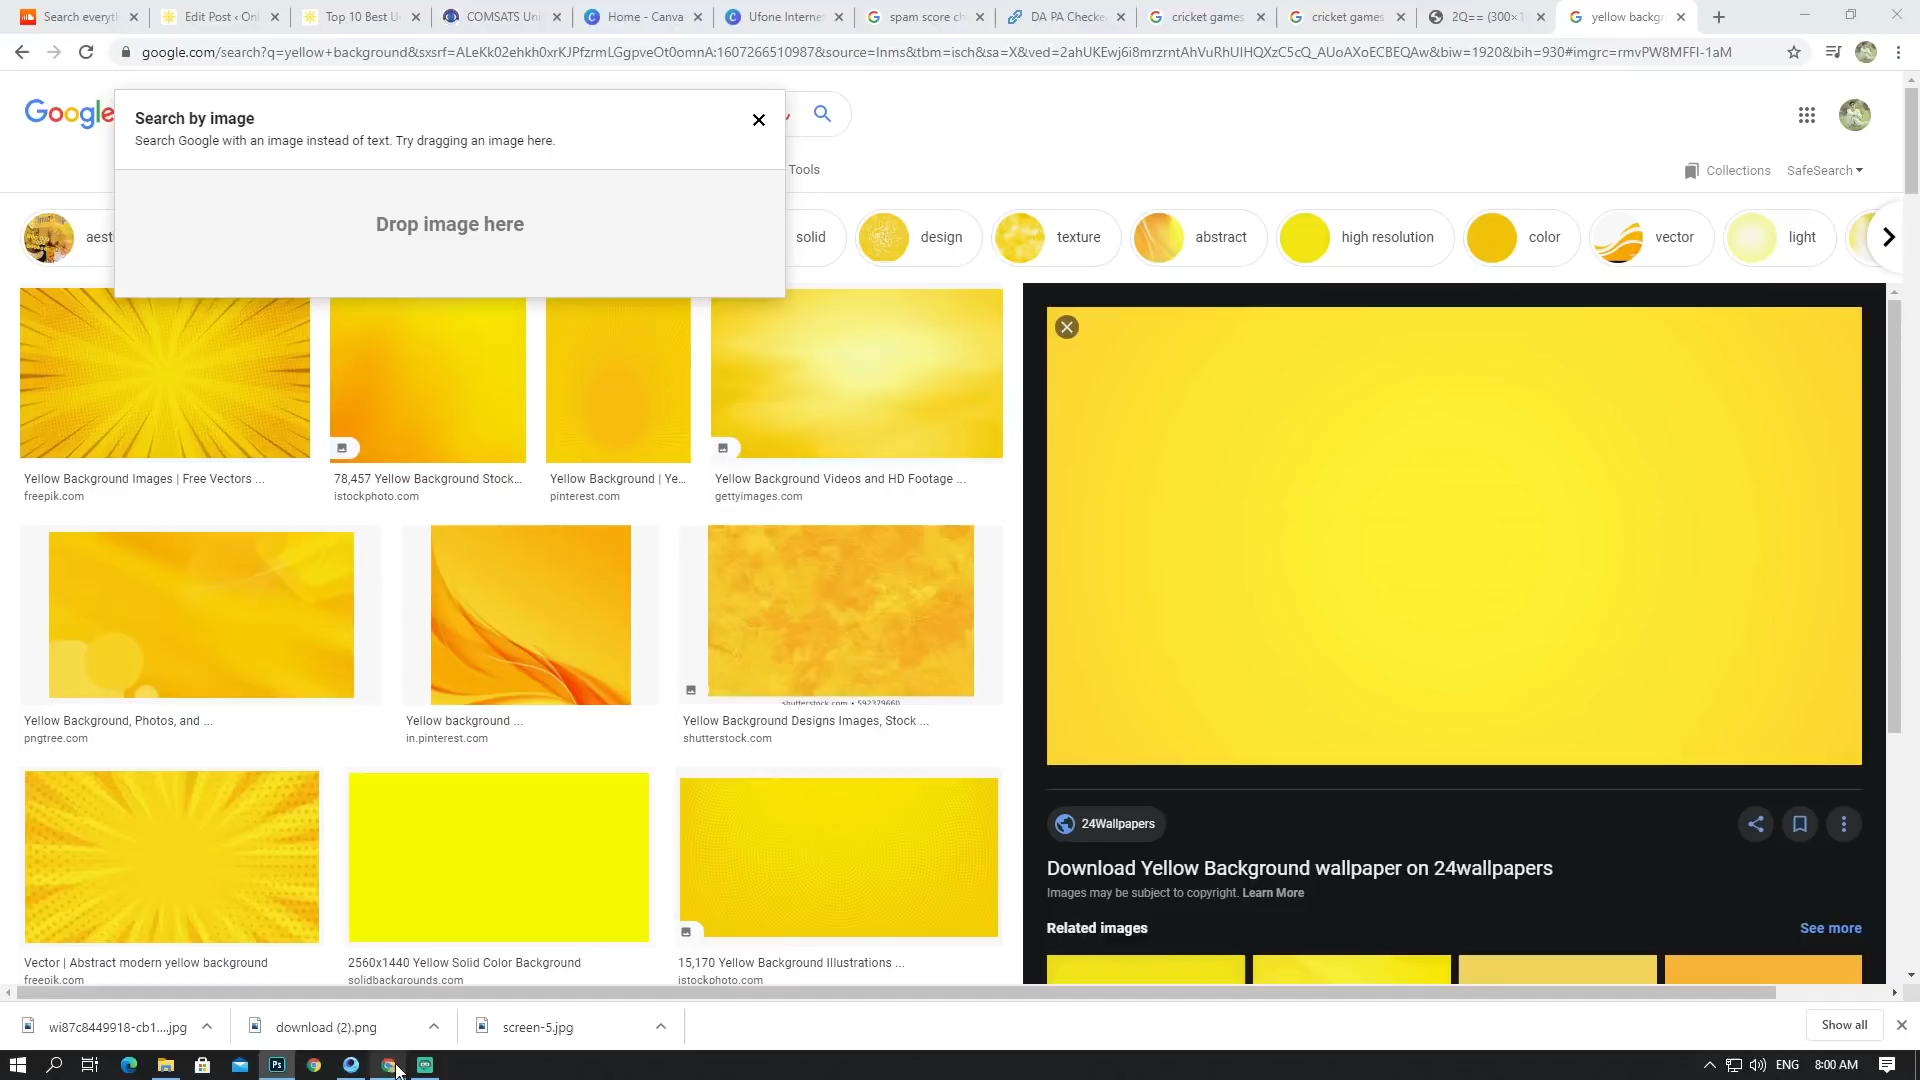 Search every
Edit Post ‹ Onl
Top 10 Best U
COMSATS Uni
Home - Canva
Ufone Interne
spam score ch
DA PA Checke
cricket games
cricket games
2Q== (300×1
yellow backgr
google.com/search?q=yellow+background&sxsrf=ALeKk02ehkh0xrKJPfzrmLGgpveOt0omnA:1607266510987&source=lnms&tbm=isch&sa=X&ved=2ahUKEwj6i8mrzrntAhVuRhUIHQXzC5cQ_AUoAXoECBEQAw&biw=1920&bih=930#imgrc=rmvPW8MFFI-1aM
Google
Search by image
Search Google with an image instead of text. Try dragging an image here.
Drop image here
Tools
Collections
SafeSearch
aest
solid
design
texture
abstract
high resolution
color
vector
light
Yellow Background Images | Free Vectors ...
freepik.com
78,457 Yellow Background Stock...
istockphoto.com
Yellow Background | Ye...
pinterest.com
Yellow Background Videos and HD Footage ...
gettyimages.com
Yellow Background, Photos, and ...
pngtree.com
Yellow background ...
in.pinterest.com
shutterstock.com • 592379660
Yellow Background Designs Images, Stock ...
shutterstock.com
Vector | Abstract modern yellow background
freepik.com
2560x1440 Yellow Solid Color Background
solidbackgrounds.com
15,170 Yellow Background Illustrations ...
istockphoto.com
24Wallpapers
Download Yellow Background wallpaper on 24wallpapers
Images may be subject to copyright. Learn More
Related images
See more
wi87c8449918-cb1....jpg
download (2).png
screen-5.jpg
Show all
Ps
ENG
8:00 AM